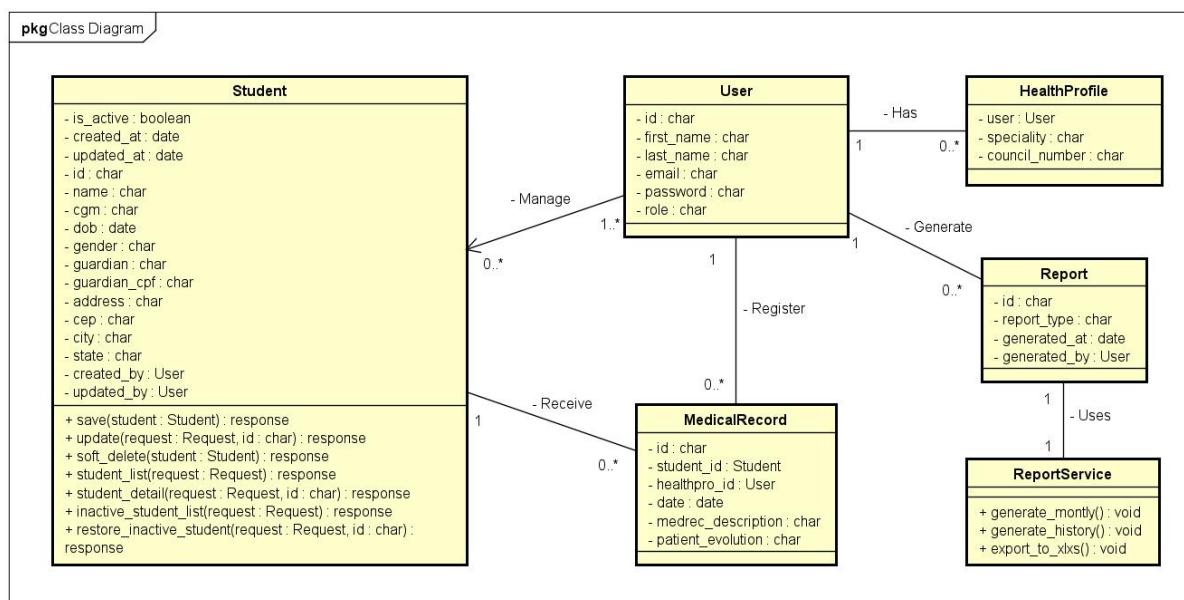 pkg Class Diagram
Student
- is_active : boolean
- created_at : date
- updated_at : date
- id : char
- name : char
- cgm : char
- dob : date
- gender : char
- guardian : char
- guardian_cpf : char
- address : char
- cep : char
- city : char
- state : char
- created_by : User
- updated_by : User
+ save(student : Student) : response
+ update(request : Request, id : char) : response
+ soft_delete(student : Student) : response
+ student_list(request : Request) : response
+ student_detail(request : Request, id : char) : response
+ inactive_student_list(request : Request) : response
+ restore_inactive_student(request : Request, id : char) :
response
- Manage
1..*
0..*
User
- id : char
- first_name : char
- last_name : char
- email : char
- password : char
- role : char
- Has
1
0..*
HealthProfile
- user : User
- speciality : char
- council_number : char
- Generate
1
0..*
Report
- id : char
- report_type : char
- generated_at : date
- generated_by : User
1
- Register
0..*
- Receive
1
0..*
MedicalRecord
- id : char
- student_id : Student
- healthpro_id : User
- date : date
- medrec_description : char
- patient_evolution : char
1
- Uses
1
ReportService
+ generate_montly() : void
+ generate_history() : void
+ export_to_xlxs() : void